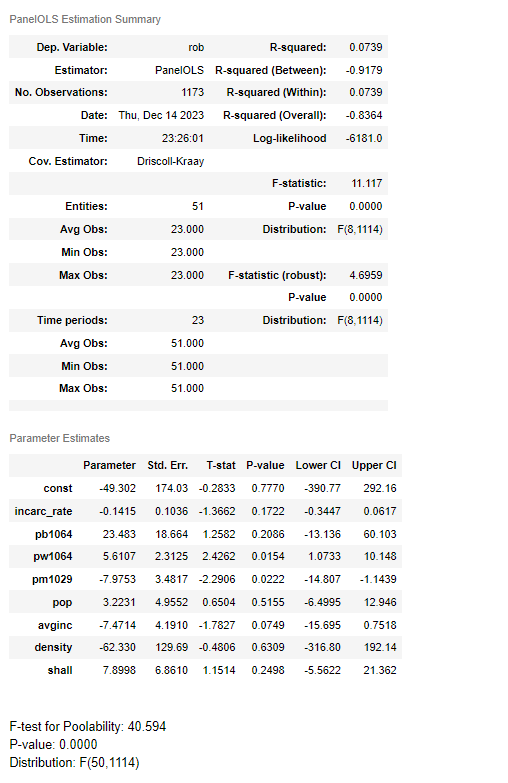 PanelOLS Estimation Summary
Dep. Variable: rob R-squared: 0.0739
Estimator: PanelOLS R-squared (Between): -0.9179
No. Observations: 1173 R-squared (Within): 0.0739
Date: Thu, Dec 14 2023 R-squared (Overall): -0.8364
Time: 23:26:01 Log-likelihood -6181.0
Cov. Estimator: Driscoll-Kraay
F-statistic: 11.117
Entities: 51 P-value 0.0000
Avg Obs: 23.000 Distribution: F(8,1114)
Min Obs: 23.000
Max Obs: 23.000 F-statistic (robust): 4.6959
P-value 0.0000
Time periods: 23 Distribution: F(8,1114)
Avg Obs: 51.000
Min Obs: 51.000
Max Obs: 51.000
Parameter Estimates
Parameter Std. Err. T-stat P-value Lower CI Upper CI
const -49.302 174.03 -0.2833 0.7770 -390.77 292.16
incarc_rate -0.1415 0.1036 -1.3662 0.1722 -0.3447 0.0617
pb1064 23.483 18.664 1.2582 0.2086 -13.136 60.103
pw1064 5.6107 2.3125 2.4262 0.0154 1.0733 10.148
pm1029 -7.9753 3.4817 -2.2906 0.0222 -14.807 -1.1439
pop 3.2231 4.9552 0.6504 0.5155 -6.4995 12.946
avginc -7.4714 4.1910 -1.7827 0.0749 -15.695 0.7518
density -62.330 129.69 -0.4806 0.6309 -316.80 192.14
shall 7.8998 6.8610 1.1514 0.2498 -5.5622 21.362
F-test for Poolability: 40.594
P-value: 0.0000
Distribution: F(50,1114)